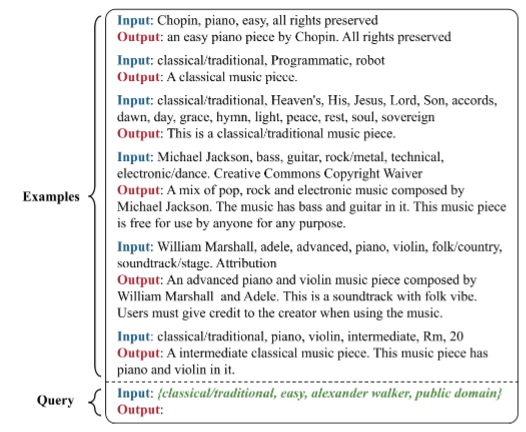 Input: Chopin, piano, easy, all rights preserved
Output: an easy piano piece by Chopin. All rights preserved
Input: classical/traditional, Programmatic, robot
Output: A classical music piece.
Input: classical/traditional, Heaven's, His, Jesus, Lord, Son, accords,
dawn, day, grace, hymn, light, peace, rest, soul, sovereign
Output: This is a classical/traditional music piece.
Input: Michael Jackson, bass, guitar, rock/metal, technical,
electronic/dance. Creative Commons Copyright Waiver
Output: A mix of pop, rock and electronic music composed by
Michael Jackson. The music has bass and guitar in it. This music piece
is free for use by anyone for any purpose.
Input: William Marshall, adele, advanced, piano, violin, folk/country,
soundtrack/stage. Attribution
Output: An advanced piano and violin music piece composed by
William Marshall and Adele. This is a soundtrack with folk vibe.
Users must give credit to the creator when using the music.
Input: classical/traditional, piano, violin, intermediate, Rm, 20
Output: A intermediate classical music piece. This music piece has
piano and violin in it.
Examples
Query
Input: {classical/traditional, easy, alexander walker, public domain}
Output: